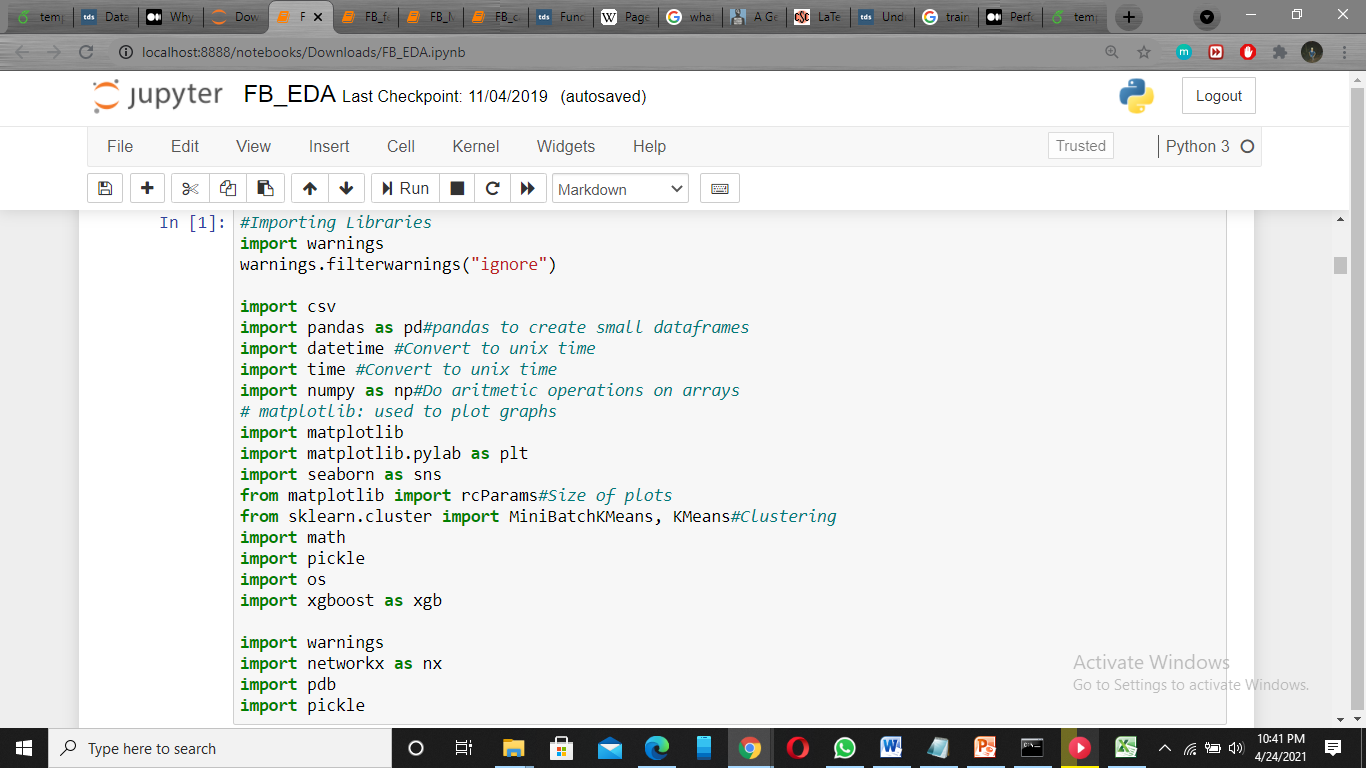 temp
Data
Why
Dow
F
FB_f
FB_N
FB_c
Func
Page
what
A Ge
LaTe
Unde
train
Perfo
temp
localhost:8888/notebooks/Downloads/FB_EDA.ipynb
jupyter FB_EDA Last Checkpoint: 11/04/2019 (autosaved)
Logout
File Edit View Insert Cell Kernel Widgets Help
Trusted
Python 3
Run
Markdown
In [1]: #Importing Libraries
import warnings
warnings.filterwarnings("ignore")
import csv
import pandas as pd#pandas to create small dataframes
import datetime #Convert to unix time
import time #Convert to unix time
import numpy as np#Do aritmetic operations on arrays
# matplotlib: used to plot graphs
import matplotlib
import matplotlib.pylab as plt
import seaborn as sns
from matplotlib import rcParams#Size of plots
from sklearn.cluster import MiniBatchKMeans, KMeans#Clustering
import math
import pickle
import os
import xgboost as xgb
import warnings
import networkx as nx
import pdb
import pickle
Activate Windows
Go to Settings to activate Windows.
Type here to search
10:41 PM
4/24/2021